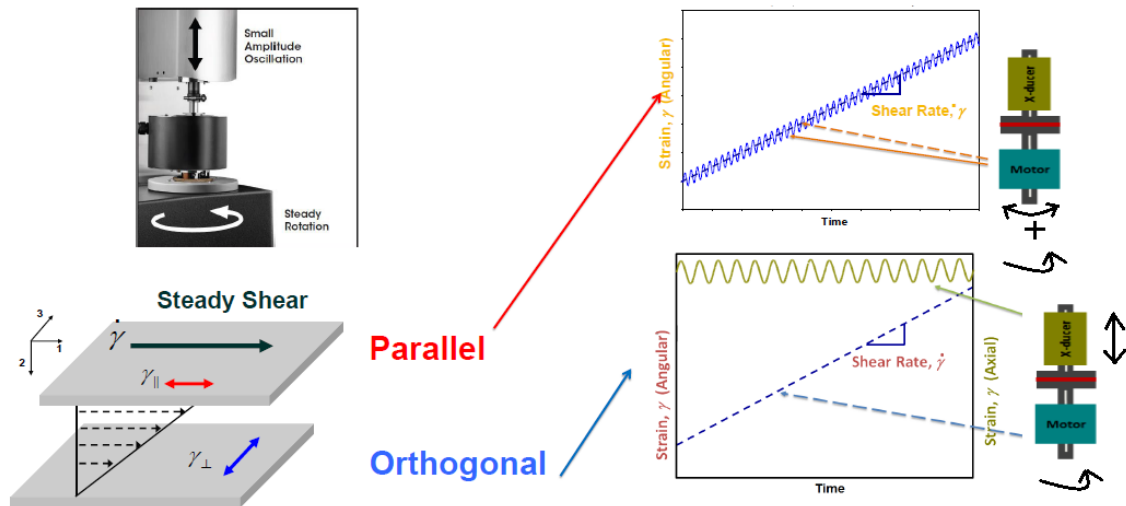 Small
Amplitude
Oscillation
Steady
Rotation
Steady Shear
3
1
2
γ̇
γ∥
γ⊥
Parallel
Orthogonal
Strain, γ (Angular)
Shear Rate, γ̇
Time
X-ducer
Motor
+
Strain, γ (Angular)
Shear Rate, γ̇
Strain, γ (Axial)
Time
X-ducer
Motor